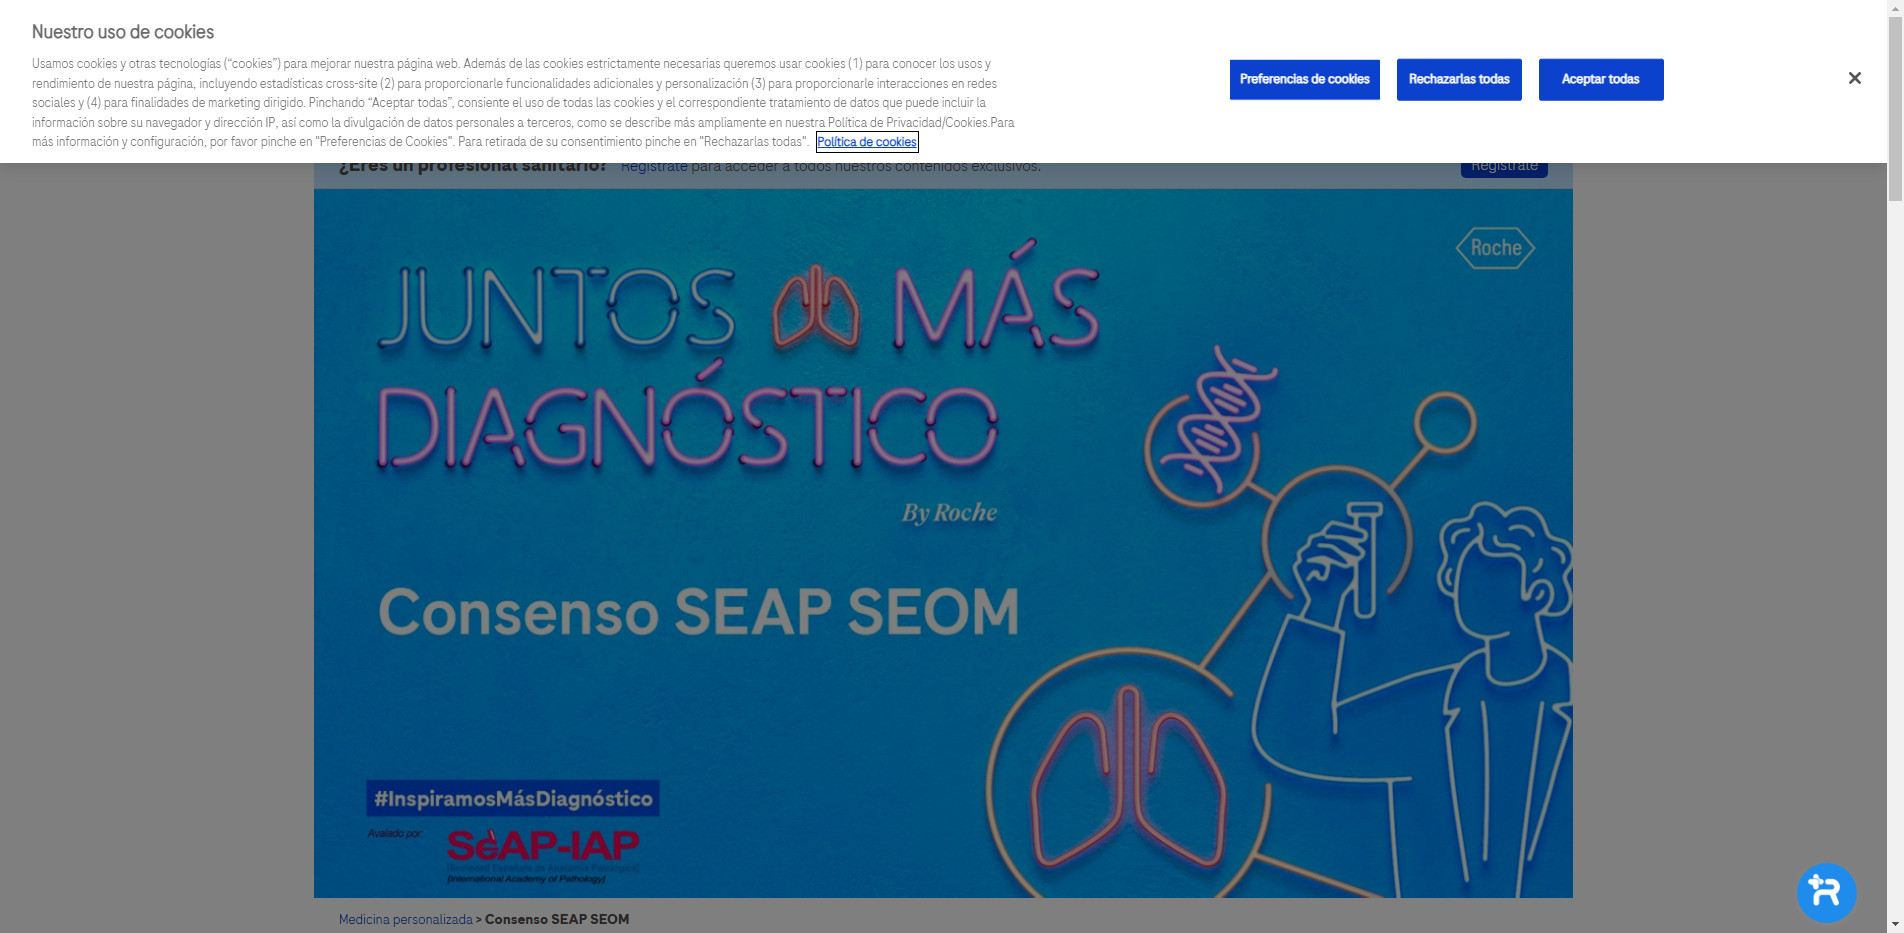 Nuestro uso de cookies
Usamos cookies y otras tecnologías (“cookies”) para mejorar nuestra página web. Además de las cookies estrictamente necesarias queremos usar cookies (1) para conocer los usos y
rendimiento de nuestra página, incluyendo estadísticas cross-site (2) para proporcionarle funcionalidades adicionales y personalización (3) para proporcionarle interacciones en redes
sociales y (4) para finalidades de marketing dirigido. Pinchando “Aceptar todas”, consiente el uso de todas las cookies y el correspondiente tratamiento de datos que puede incluir la
información sobre su navegador y dirección IP, así como la divulgación de datos personales a terceros, como se describe más ampliamente en nuestra Política de Privacidad/Cookies.Para
más información y configuración, por favor pinche en "Preferencias de Cookies". Para retirada de su consentimiento pinche en "Rechazarlas todas". Política de cookies
Preferencias de cookies
Rechazarlas todas
Aceptar todas
¿Eres un profesional sanitario? Regístrate para acceder a todos nuestros contenidos exclusivos.
Regístrate
Roche
JUNTOS MÁS
DIAGNÓSTICO
By Roche
Consenso SEAP SEOM
#InspiramosMásDiagnóstico
Avalado por:
SEAP-IAP
(Sociedad Española de Anatomía Patológica)
(International Academy of Pathology)
Medicina personalizada > Consenso SEAP SEOM